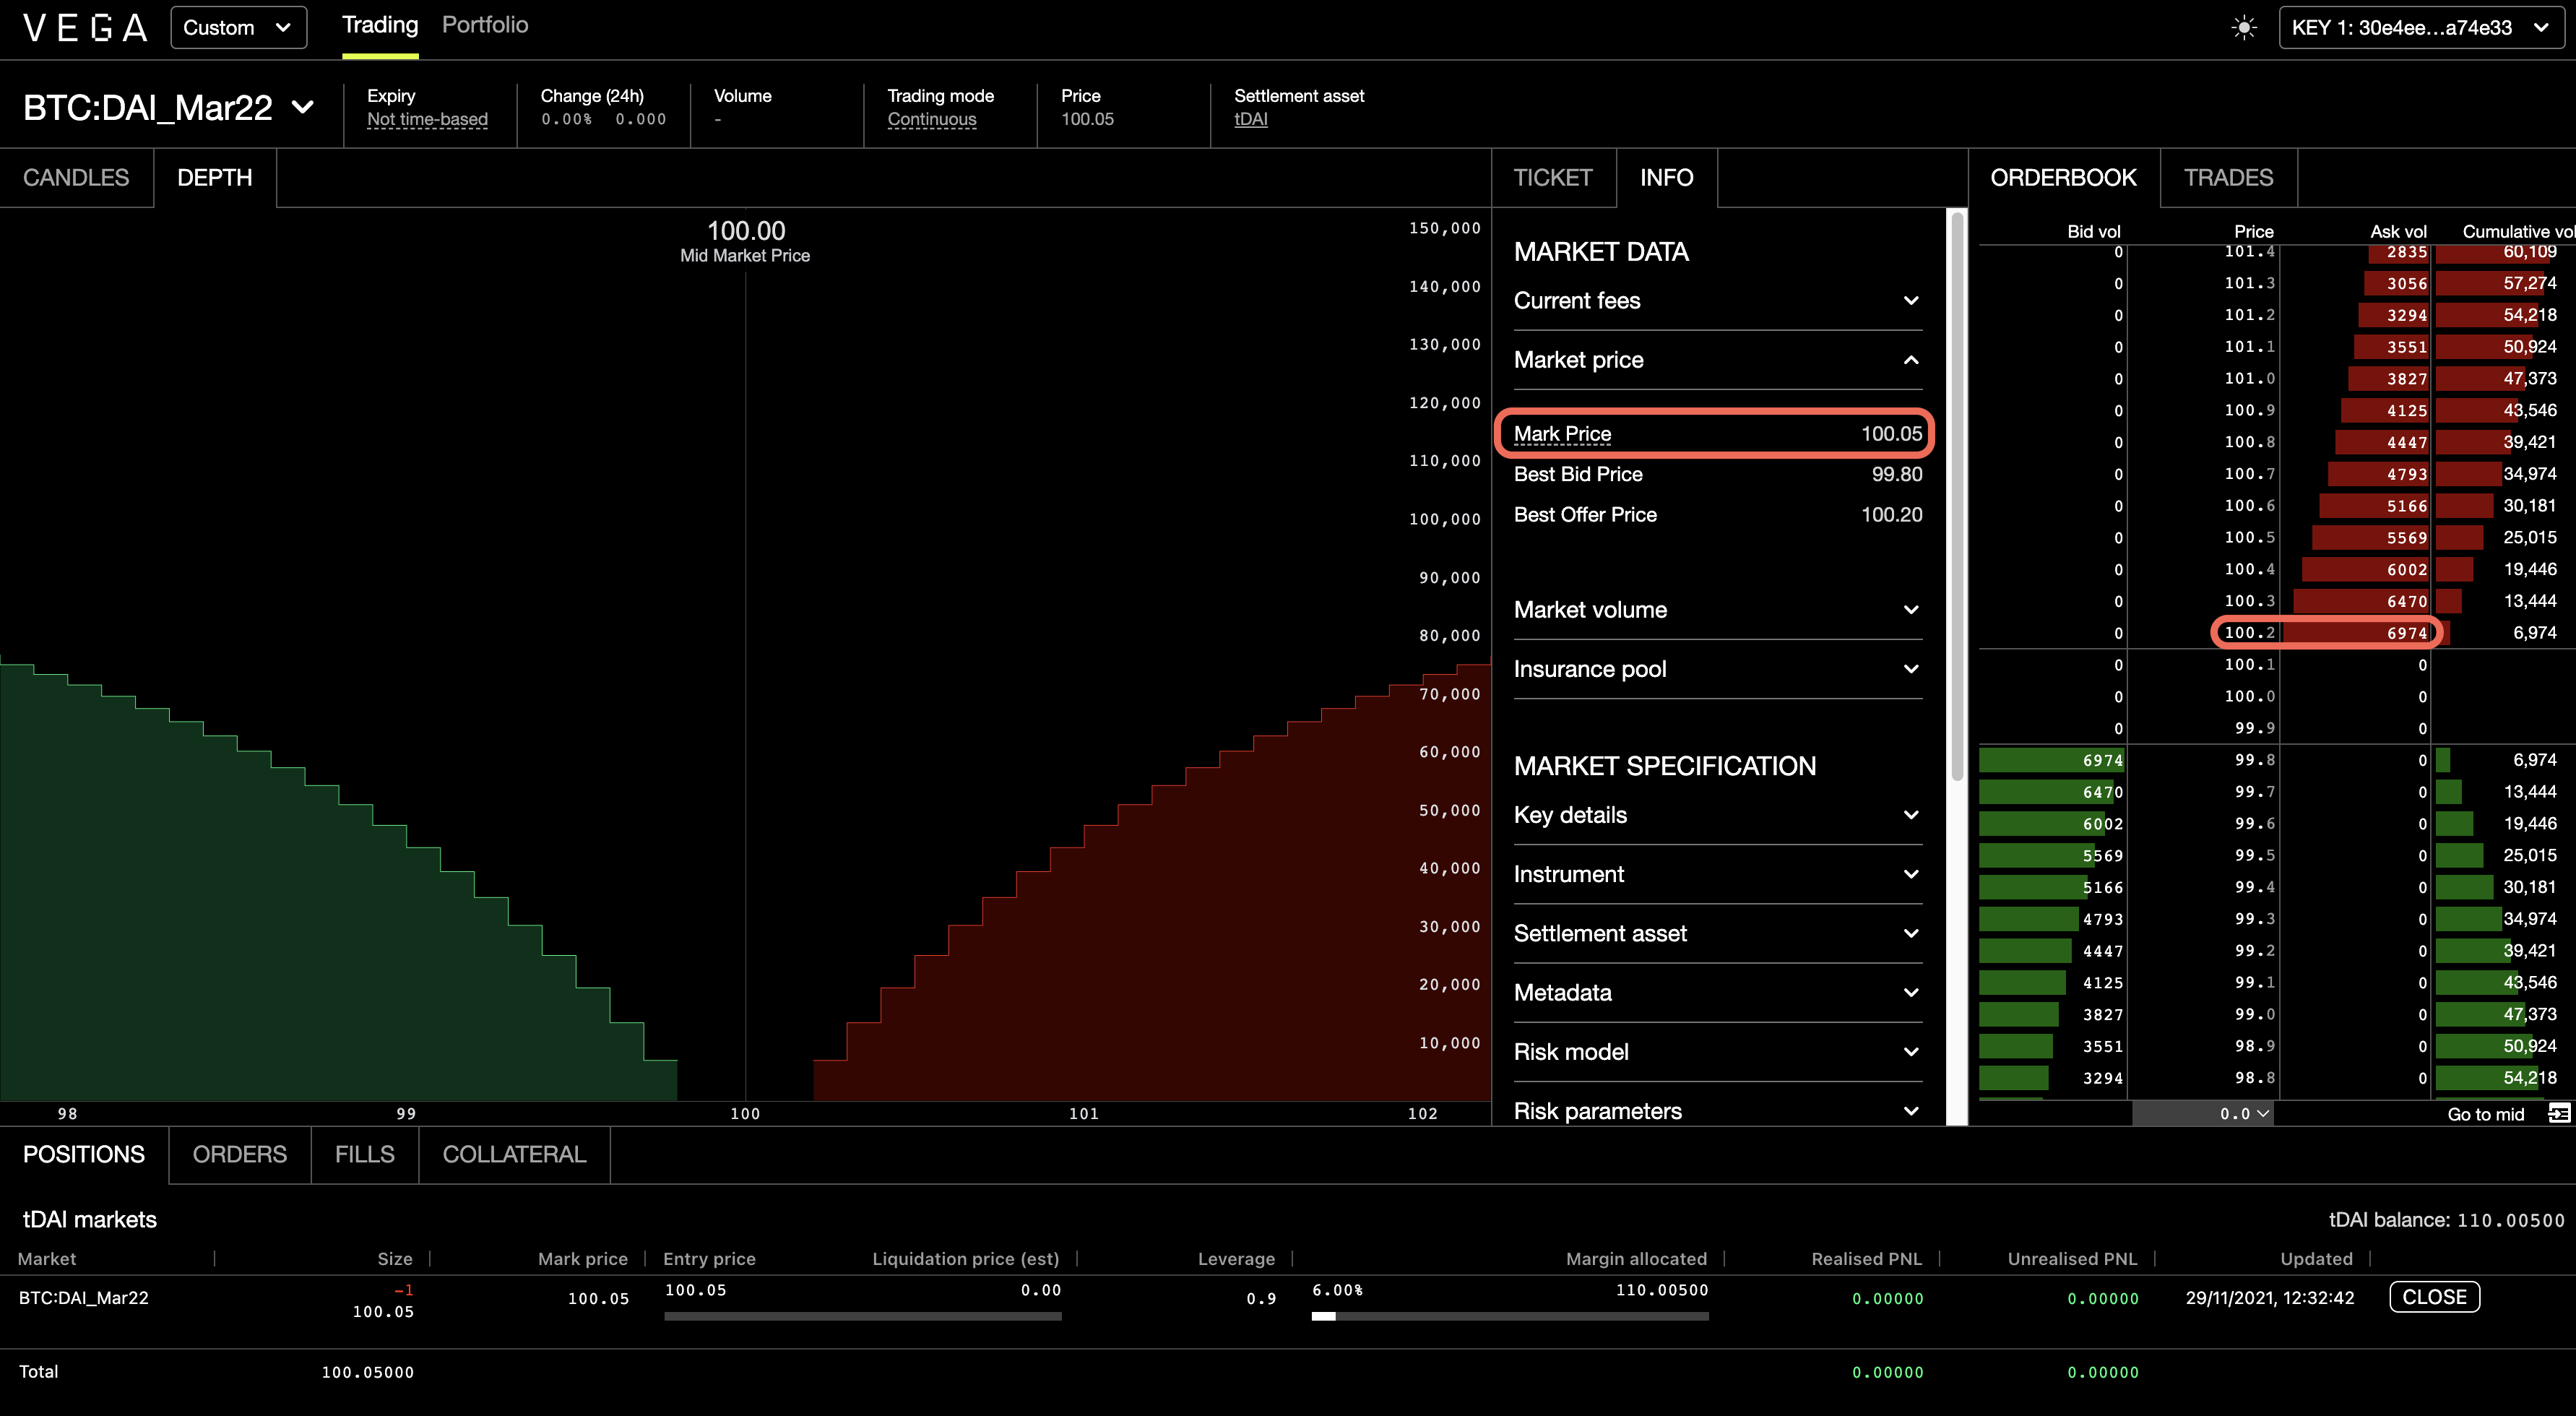 VEGA Custom Trading Portfolio KEY 1: 30e4ee...a74e33
BTC:DAI_Mar22
Expiry
Not time-based
Change (24h)
0.00% 0.000
Volume
-
Trading mode
Continuous
Price
100.05
Settlement asset
tDAI
CANDLES DEPTH
100.00
Mid Market Price
150,000
140,000
130,000
120,000
110,000
100,000
90,000
80,000
70,000
60,000
50,000
40,000
30,000
20,000
10,000
98 99 100 101 102
TICKET INFO
MARKET DATA
Current fees
Market price
Mark Price 100.05
Best Bid Price 99.80
Best Offer Price 100.20
Market volume
Insurance pool
MARKET SPECIFICATION
Key details
Instrument
Settlement asset
Metadata
Risk model
Risk parameters
ORDERBOOK TRADES
Bid vol Price Ask vol Cumulative vol
0 101.4 2835 60,109
0 101.3 3056 57,274
0 101.2 3294 54,218
0 101.1 3551 50,924
0 101.0 3827 47,373
0 100.9 4125 43,546
0 100.8 4447 39,421
0 100.7 4793 34,974
0 100.6 5166 30,181
0 100.5 5569 25,015
0 100.4 6002 19,446
0 100.3 6470 13,444
0 100.2 6974 6,974
0 100.1 0
0 100.0 0
0 99.9 0
6974 99.8 0 6,974
6470 99.7 0 13,444
6002 99.6 0 19,446
5569 99.5 0 25,015
5166 99.4 0 30,181
4793 99.3 0 34,974
4447 99.2 0 39,421
4125 99.1 0 43,546
3827 99.0 0 47,373
3551 98.9 0 50,924
3294 98.8 0 54,218
0.0 Go to mid
POSITIONS ORDERS FILLS COLLATERAL
tDAI markets tDAI balance: 110.00500
Market Size Mark price Entry price Liquidation price (est) Leverage Margin allocated Realised PNL Unrealised PNL Updated
BTC:DAI_Mar22 -1 100.05 100.05 100.05 0.00 0.9 6.00% 110.00500 0.00000 0.00000 29/11/2021, 12:32:42 CLOSE
Total 100.05000 0.00000 0.00000